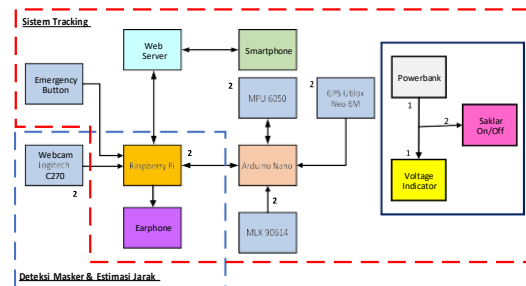 Sistem Tracking
Web
Server
Smartphone
Emergency
Button
2
MPU 6050
2
GPS Ublox
Neo 6M
Powerbank
1
2
Saklar
On/Off
1
Voltage
Indicator
Webcam
Logitech
C270
2
Raspberry Pi
2
Arduino Nano
2
Earphone
MLX 90614
Deteksi Masker & Estimasi Jarak